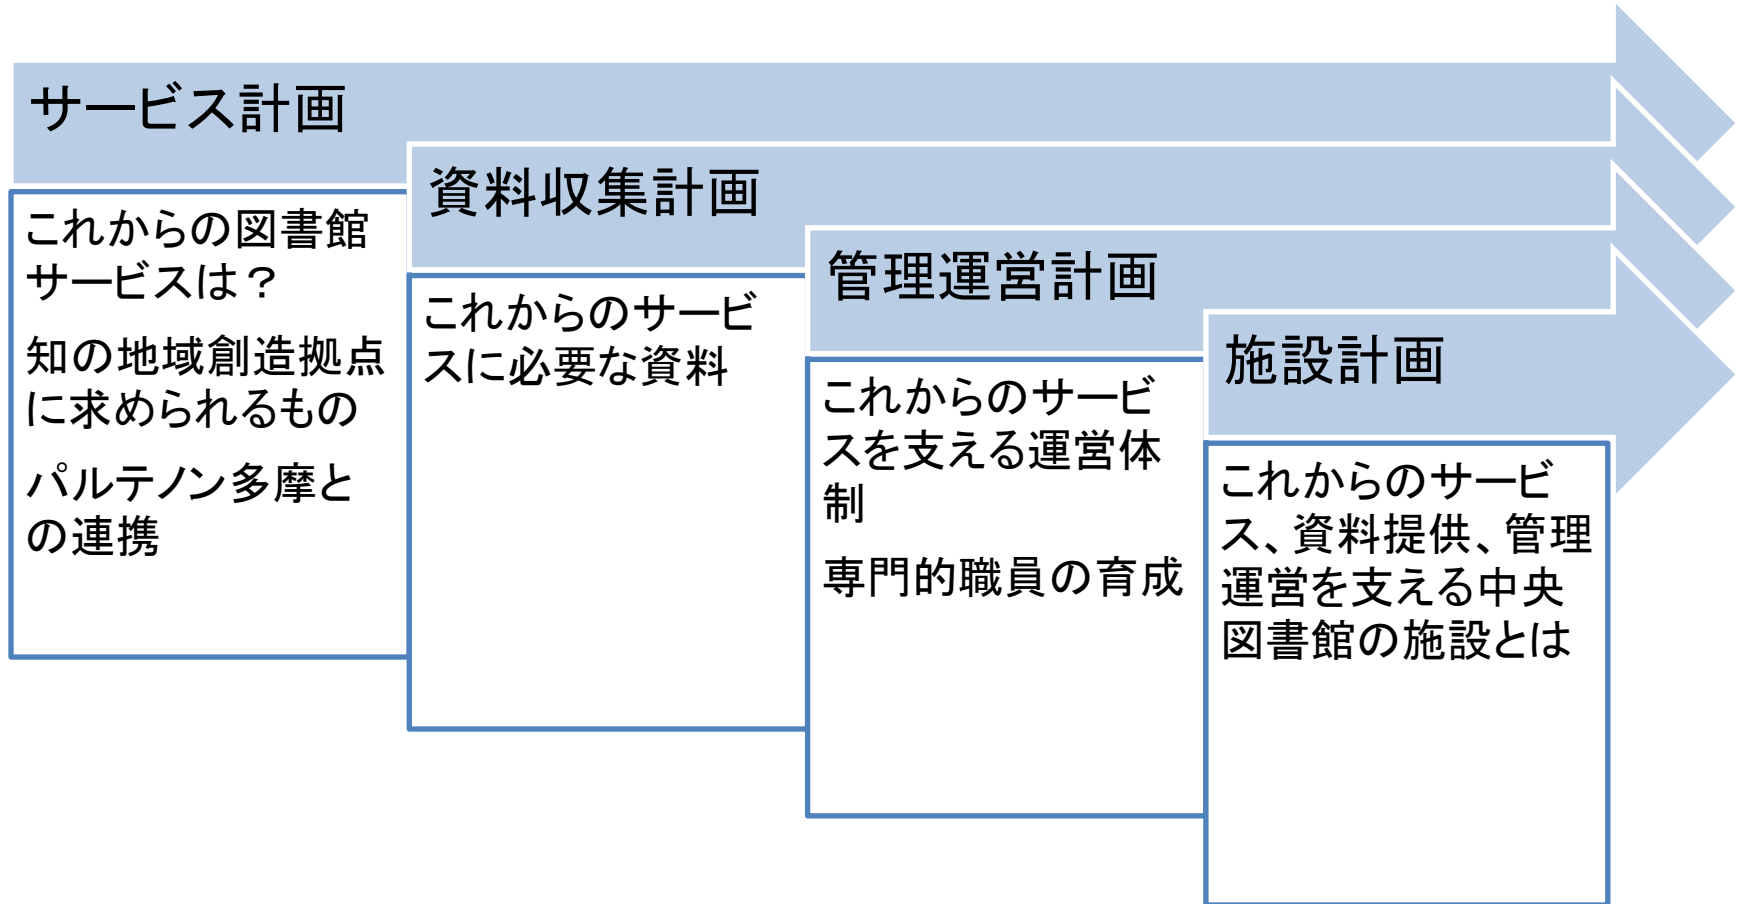 サービス計画
これからの図書館
サービスは？
知の地域創造拠点
に求められるもの
パルテノン多摩と
の連携
資料収集計画
これからのサービ
スに必要な資料
管理運営計画
これからのサービ
スを支える運営体
制
専門的職員の育成
施設計画
これからのサービ
ス、資料提供、管理
運営を支える中央
図書館の施設とは